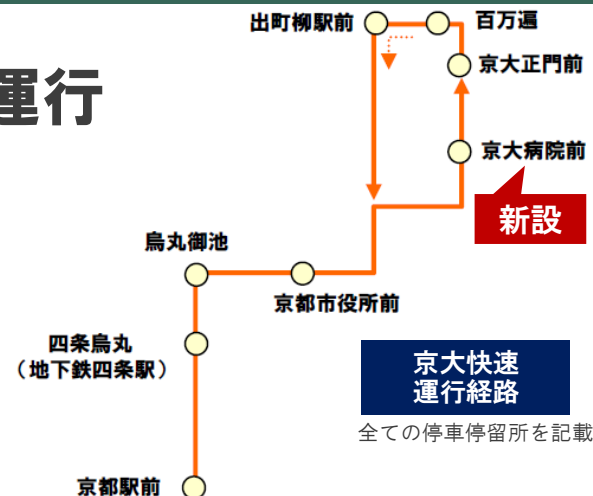 運行
出町柳駅前
百万遍
京大正門前
京大病院前
新設
烏丸御池
京都市役所前
四条烏丸
（地下鉄四条駅）
京大快速
運行経路
全ての停車停留所を記載
京都駅前